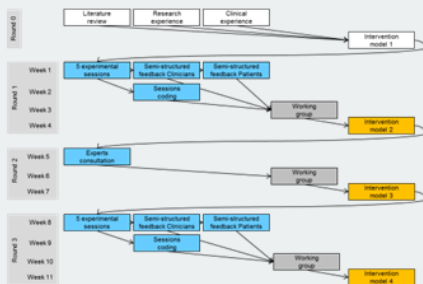 Round 0
Literature
review
Research
experience
Clinical
experience
Intervention
model 1
Round 1
Week 1
Week 2
Week 3
Week 4
5 experimental
sessions
Semi-structured
feedback Clinicians
Semi-structured
feedback Patients
Sessions
coding
Working
group
Intervention
model 2
Round 2
Week 5
Week 6
Week 7
Experts
consultation
Working
group
Intervention
model 3
Round 3
Week 8
Week 9
Week 10
Week 11
5 experimental
sessions
Semi-structured
feedback Clinicians
Semi-structured
feedback Patients
Sessions
coding
Working
group
Intervention
model 4